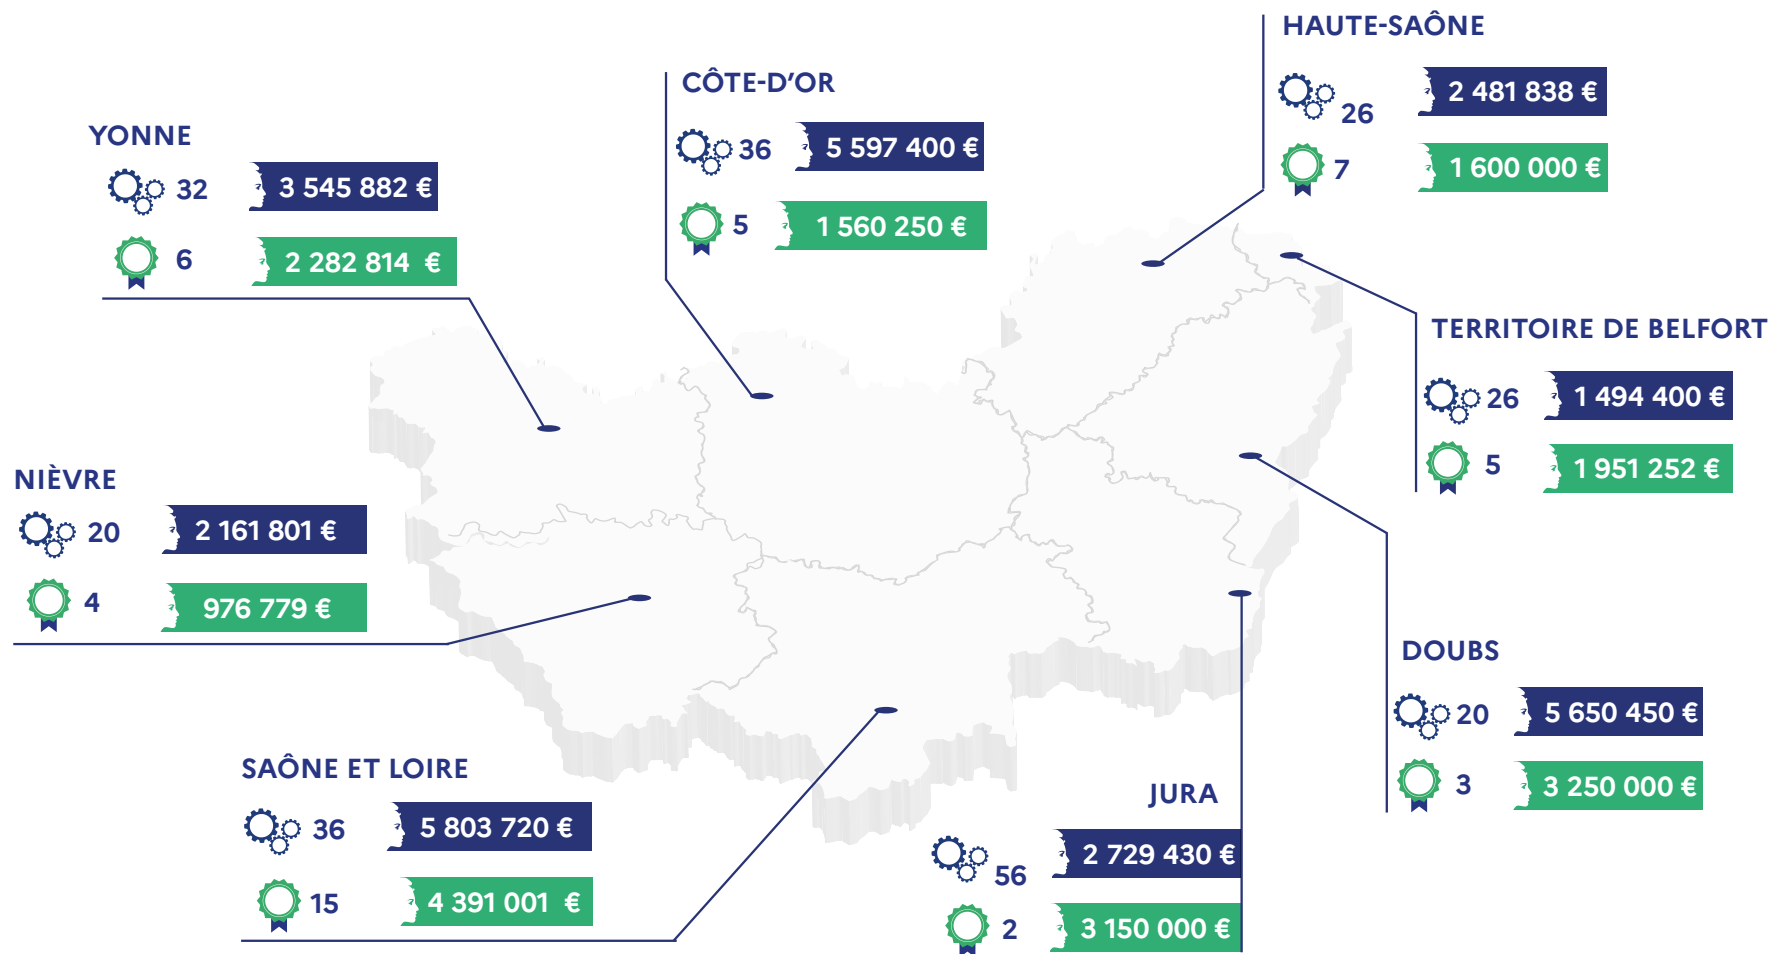 HAUTE-SAÔNE
26
2 481 838 €
7
1 600 000 €
CÔTE-D’OR
36
5 597 400 €
5
1 560 250 €
YONNE
32
3 545 882 €
6
2 282 814 €
TERRITOIRE DE BELFORT
26
1 494 400 €
5
1 951 252 €
NIÈVRE
20
2 161 801 €
4
976 779 €
DOUBS
20
5 650 450 €
3
3 250 000 €
SAÔNE ET LOIRE
36
5 803 720 €
15
4 391 001 €
JURA
56
2 729 430 €
2
3 150 000 €